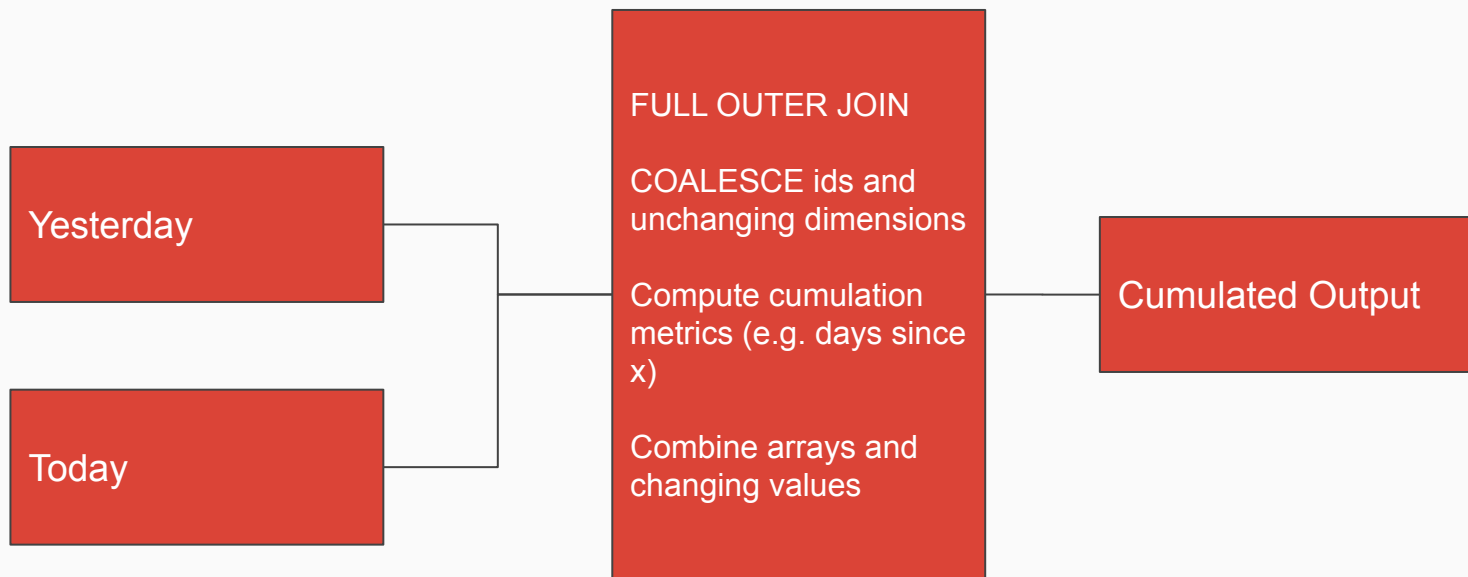 Yesterday
Today
FULL OUTER JOIN
COALESCE ids and
unchanging dimensions
Compute cumulation
metrics (e.g. days since
x)
Combine arrays and
changing values
Cumulated Output